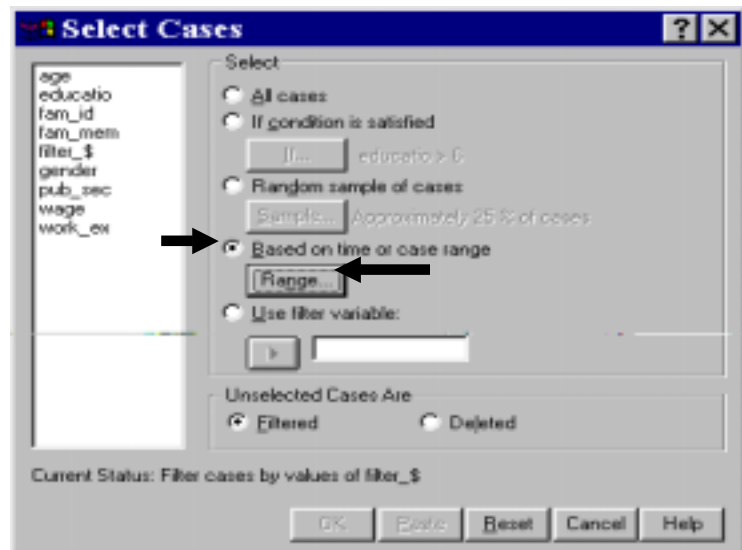 Select Cases
age
educatio
fam_id
fam_mem
filter_$
gender
pub_sec
wage
work_ex
Select
All cases
If condition is satisfied
If... educatio > 6
Random sample of cases
Sample... Approximately 25 % of cases
Based on time or case range
Range...
Use filter variable:
Unselected Cases Are
Filtered Deleted
Current Status: Filter cases by values of filter_$
OK Paste Reset Cancel Help